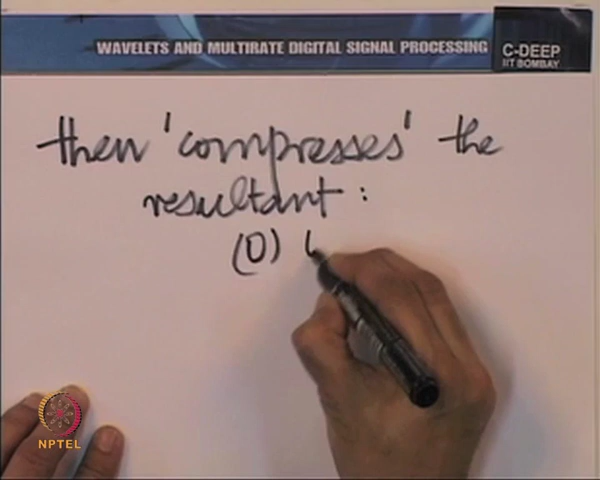 WAVELETS AND MULTIRATE DIGITAL SIGNAL PROCESSING
C-DEEP
IIT BOMBAY
then 'compresses' the
resultant :
(0) (
NPTEL